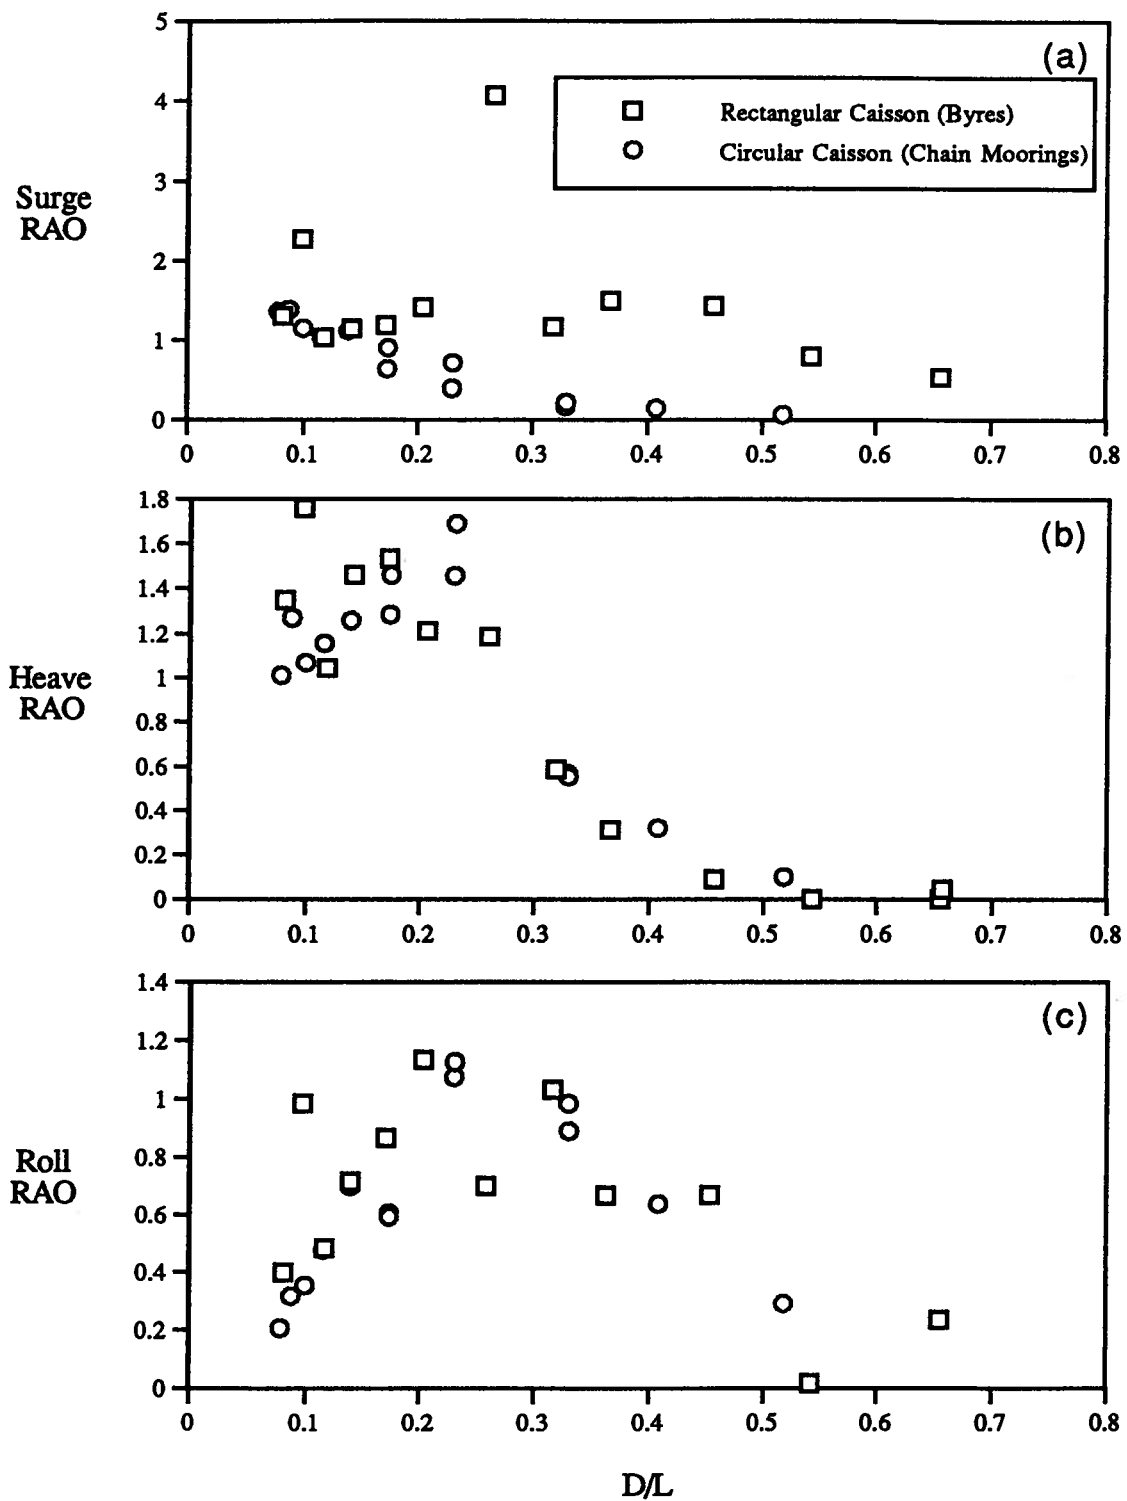 5
(a)
4
Rectangular Caisson (Byres)
Circular Caisson (Chain Moorings)
3
Surge
RAO
2
1
0
0 0.1 0.2 0.3 0.4 0.5 0.6 0.7 0.8
1.8
(b)
1.6
1.4
1.2
Heave
RAO
1
0.8
0.6
0.4
0.2
0
0 0.1 0.2 0.3 0.4 0.5 0.6 0.7 0.8
1.4
(c)
1.2
1
0.8
Roll
RAO
0.6
0.4
0.2
0
0 0.1 0.2 0.3 0.4 0.5 0.6 0.7 0.8
D/L